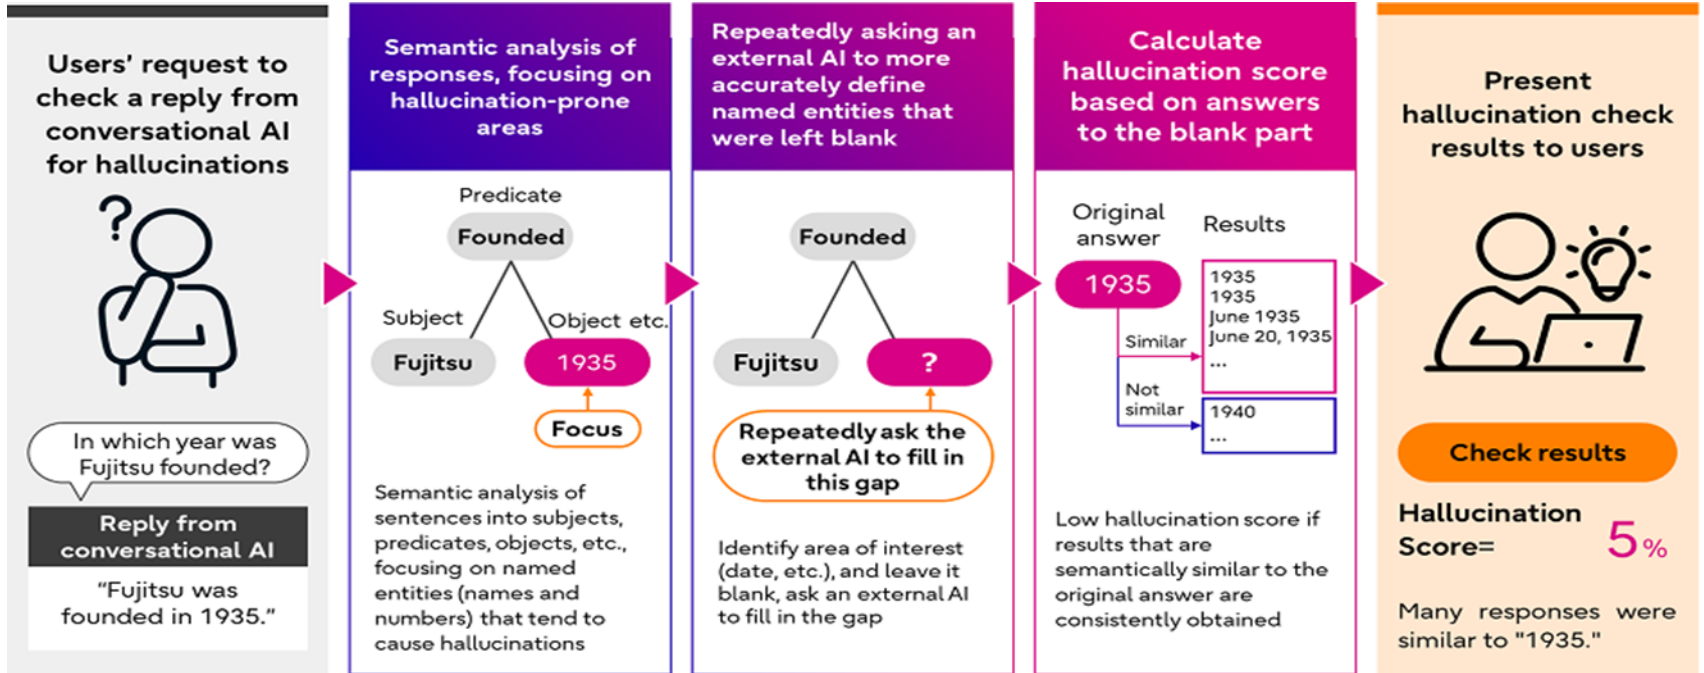 Users' request to
check a reply from
conversational AI
for hallucinations
?
In which year was
Fujitsu founded?
Reply from
conversational AI
"Fujitsu was
founded in 1935."
Semantic analysis of
responses, focusing on
hallucination-prone
areas
Predicate
Founded
Subject
Object etc.
Fujitsu
1935
Focus
Semantic analysis of
sentences into subjects,
predicates, objects, etc.,
focusing on named
entities (names and
numbers) that tend to
cause hallucinations
Repeatedly asking an
external AI to more
accurately define
named entities that
were left blank
Founded
Fujitsu
?
Repeatedly ask the
external AI to fill in
this gap
Identify area of interest
(date, etc.), and leave it
blank, ask an external AI
to fill in the gap
Calculate
hallucination score
based on answers
to the blank part
Original
answer
Results
1935
1935
1935
June 1935
June 20, 1935
...
Similar
Not
similar
1940
...
Low hallucination score if
results that are
semantically similar to the
original answer are
consistently obtained
Present
hallucination check
results to users
Check results
Hallucination
Score=
5%
Many responses were
similar to "1935."